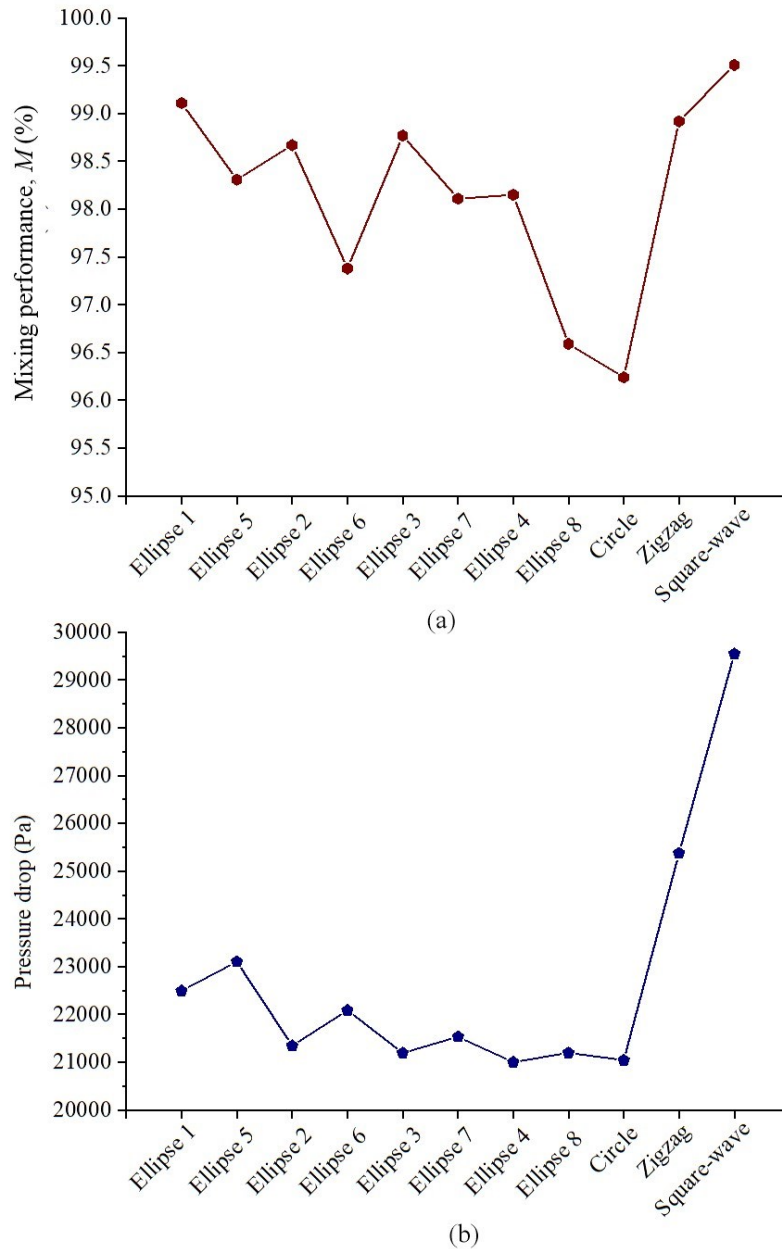 100.0
99.5
99.0
98.5
98.0
97.5
97.0
96.5
96.0
95.5
95.0
Mixing performance, M (%)
Ellipse 1
Ellipse 5
Ellipse 2
Ellipse 6
Ellipse 3
Ellipse 7
Ellipse 4
Ellipse 8
Circle
Zigzag
Square-wave
(a)
30000
29000
28000
27000
26000
25000
24000
23000
22000
21000
20000
Pressure drop (Pa)
Ellipse 1
Ellipse 5
Ellipse 2
Ellipse 6
Ellipse 3
Ellipse 7
Ellipse 4
Ellipse 8
Circle
Zigzag
Square-wave
(b)